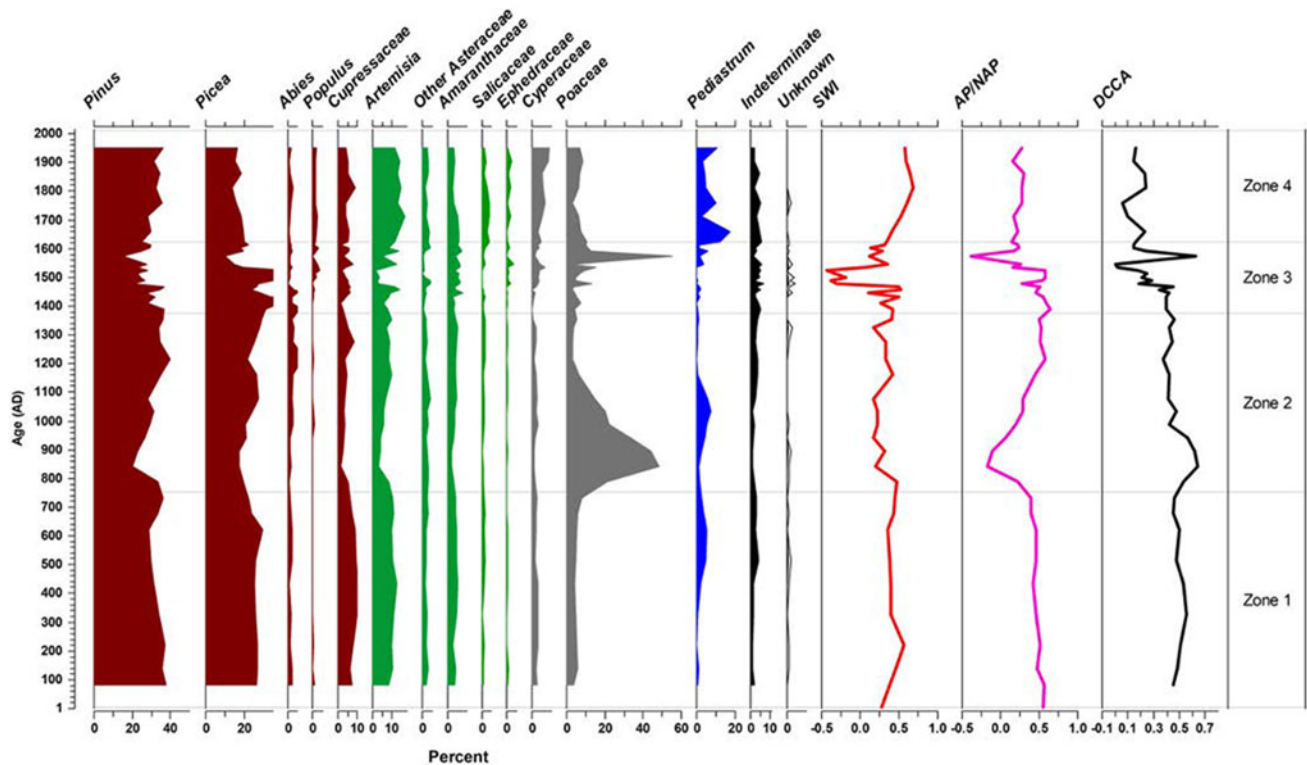 Pinus
Picea
Abies
Populus
Cupressaceae
Artemisia
Other Asteraceae
Amaranthaceae
Salicaceae
Ephedraceae
Cyperaceae
Poaceae
Pediastrum
Indeterminate
Unknown
SWI
AP/NAP
DCCA
2000
1900
1800
1700
1600
1500
1400
1300
1200
1100
1000
900
800
700
600
500
400
300
200
100
1
Age (AD)
Zone 4
Zone 3
Zone 2
Zone 1
0 20 40 0 20 0 0 0 10 0 10 0 0 0 0 0 0 20 40 60 0 20 0 10 0 -0.5 0.0 0.5 1.0 -0.5 0.0 0.5 1.0 -0.1 0.1 0.3 0.5 0.7
Percent